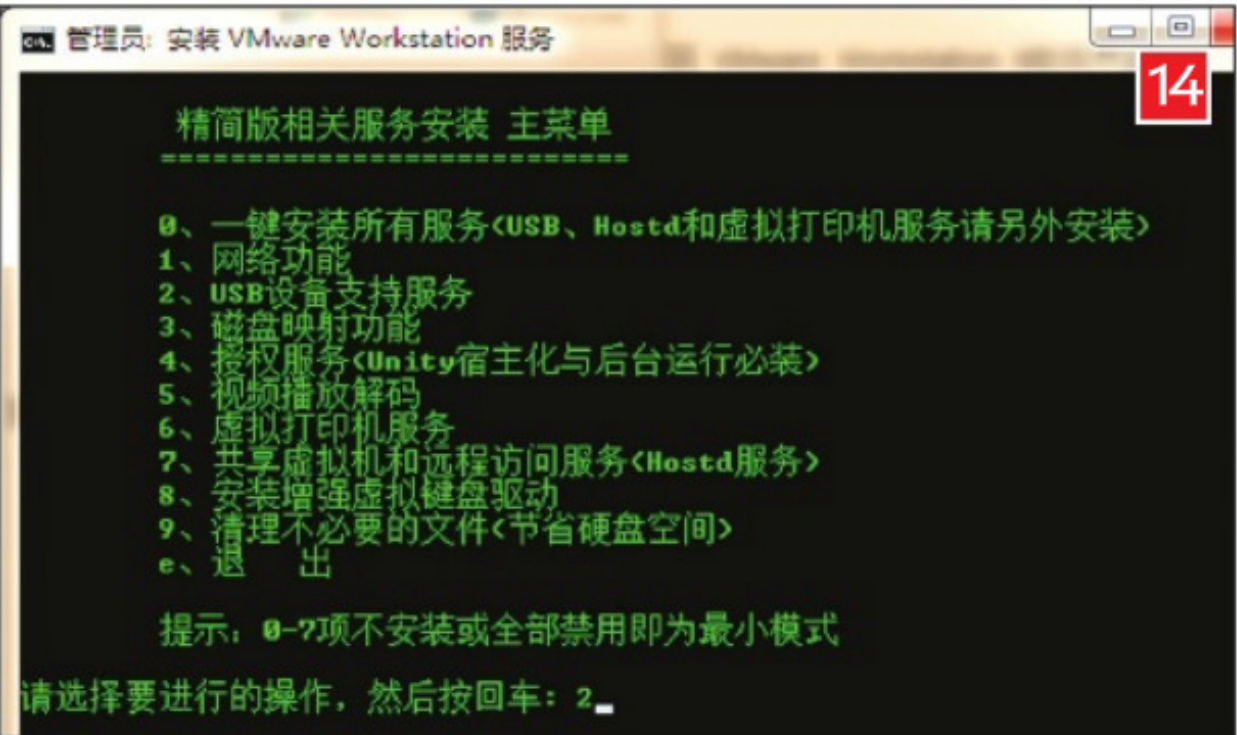 管理员: 安装 VMware Workstation 服务
14
精简版相关服务安装 主菜单
============================
0、一键安装所有服务<USB、Hostd和虚拟打印机服务请另外安装>
1、网络功能
2、USB设备支持服务
3、磁盘映射功能
4、授权服务<Unity宿主化与后台运行必装>
5、视频播放解码
6、虚拟打印机服务
7、共享虚拟机和远程访问服务<Hostd服务>
8、安装增强虚拟键盘驱动
9、清理不必要的文件<节省硬盘空间>
e、退 出
提示: 0-7项不安装或全部禁用即为最小模式
请选择要进行的操作，然后按回车: 2